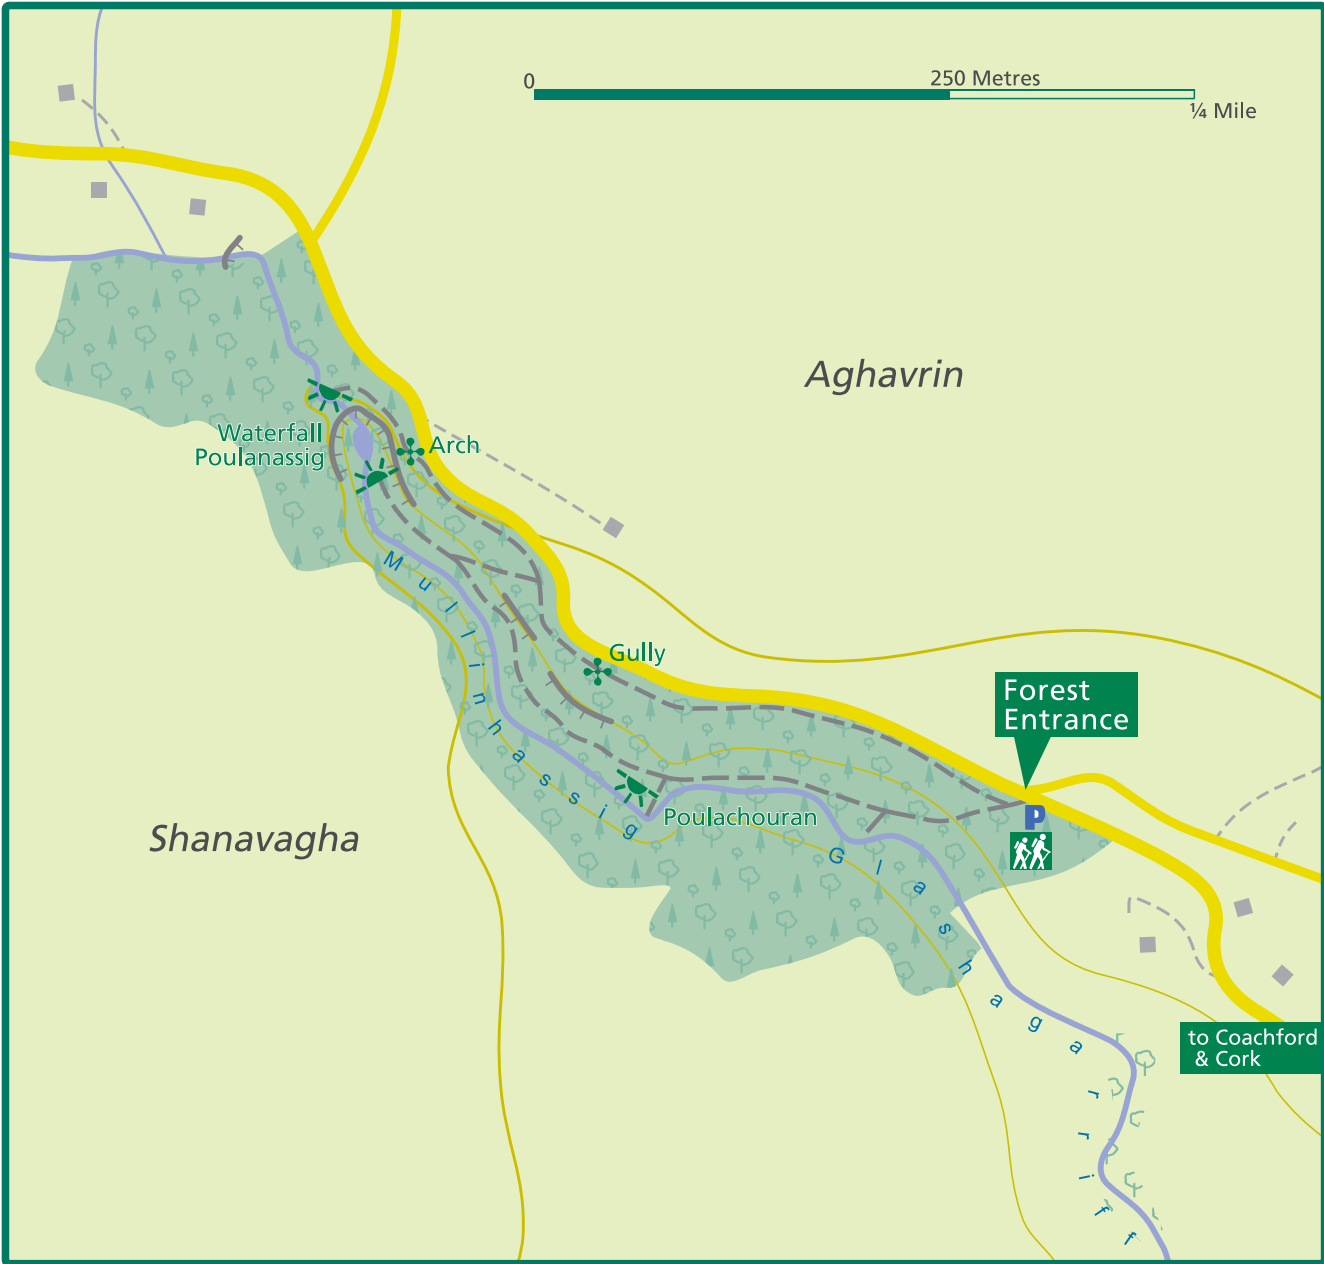 0
250 Metres
¼ Mile
Aghavrin
Waterfall
Poulanassig
Arch
Mullinhassig
Gully
Forest
Entrance
P
Poulachouran
Shanavagha
Glashagarriff
to Coachford
& Cork